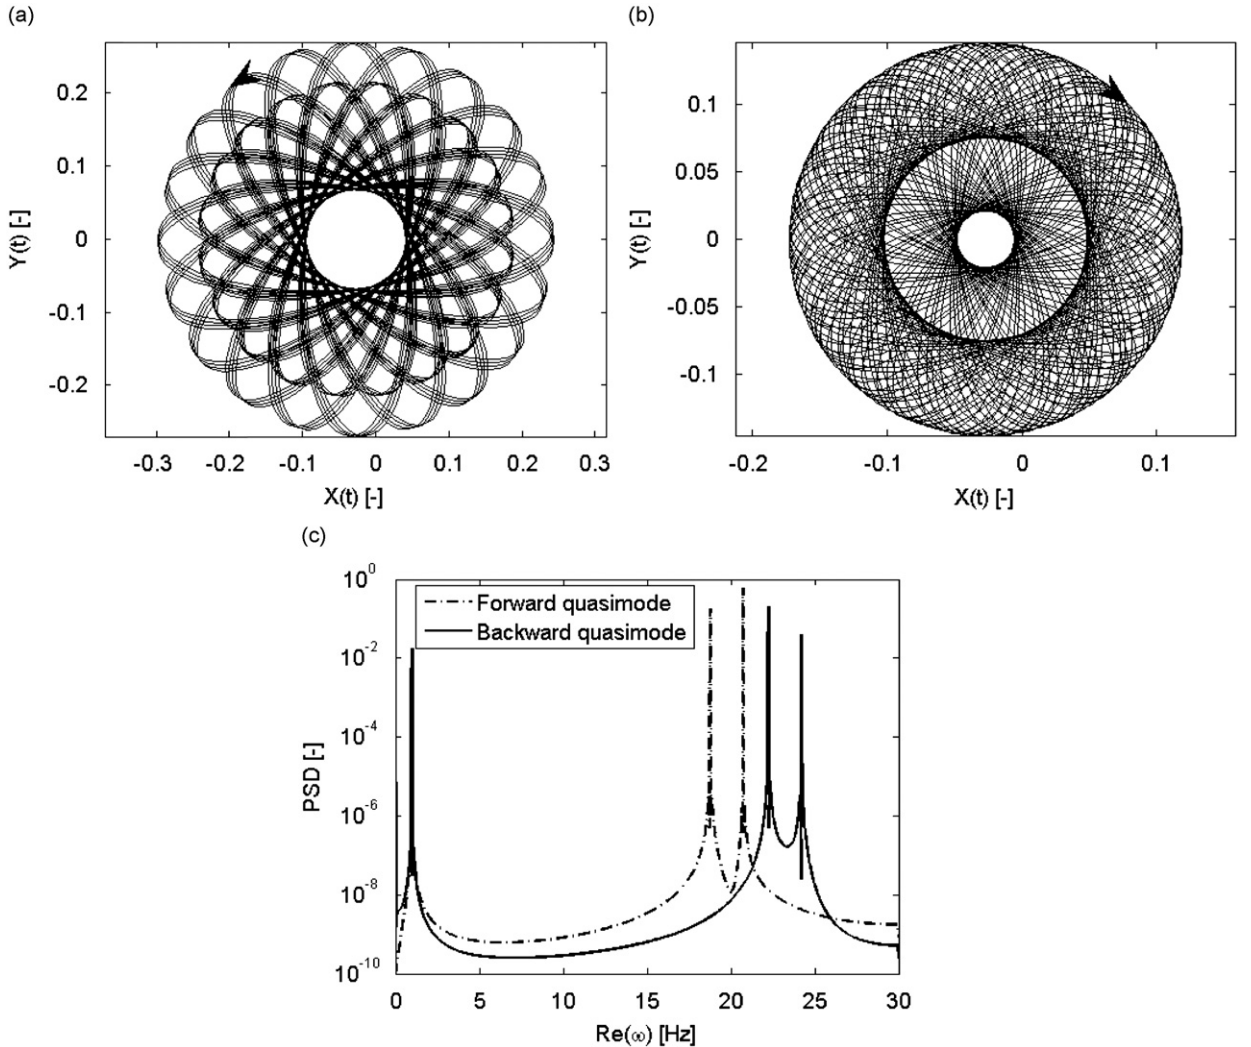 (a)
(b)
0.2
0.1
0
-0.1
-0.2
Y(t) [-]
-0.3 -0.2 -0.1 0 0.1 0.2 0.3
X(t) [-]
0.1
0.05
0
-0.05
-0.1
Y(t) [-]
-0.2 -0.1 0 0.1
X(t) [-]
(c)
10^0
10^-2
10^-4
10^-6
10^-8
10^-10
PSD [-]
Forward quasimode
Backward quasimode
0 5 10 15 20 25 30
Re(ω) [Hz]